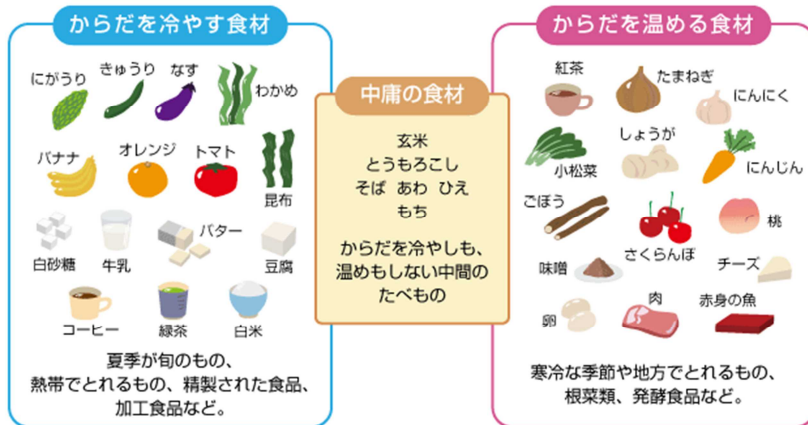 からだを冷やす食材
にがうり
きゅうり
なす
わかめ
バナナ
オレンジ
トマト
昆布
白砂糖
牛乳
バター
豆腐
コーヒー
緑茶
白米
夏季が旬のもの、
熱帯でとれるもの、精製された食品、
加工食品など。
中庸の食材
玄米
とうもろこし
そば あわ ひえ
もち
からだを冷やしも、
温めもしない中間の
たべもの
からだを温める食材
紅茶
たまねぎ
にんにく
小松菜
しょうが
にんじん
ごぼう
さくらんぼ
桃
味噌
チーズ
卵
肉
赤身の魚
寒冷な季節や地方でとれるもの、
根菜類、発酵食品など。